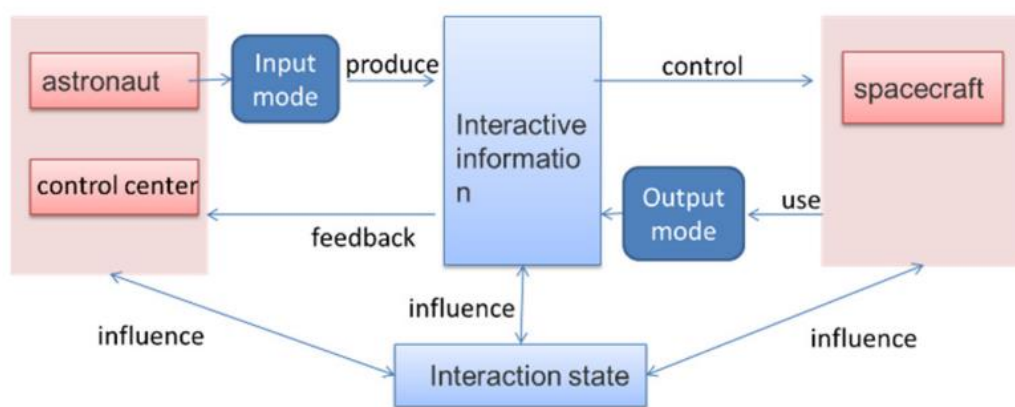 astronaut
control center
Input
mode
produce
feedback
Interactive
informatio
n
control
Output
mode
use
spacecraft
influence
influence
influence
Interaction state